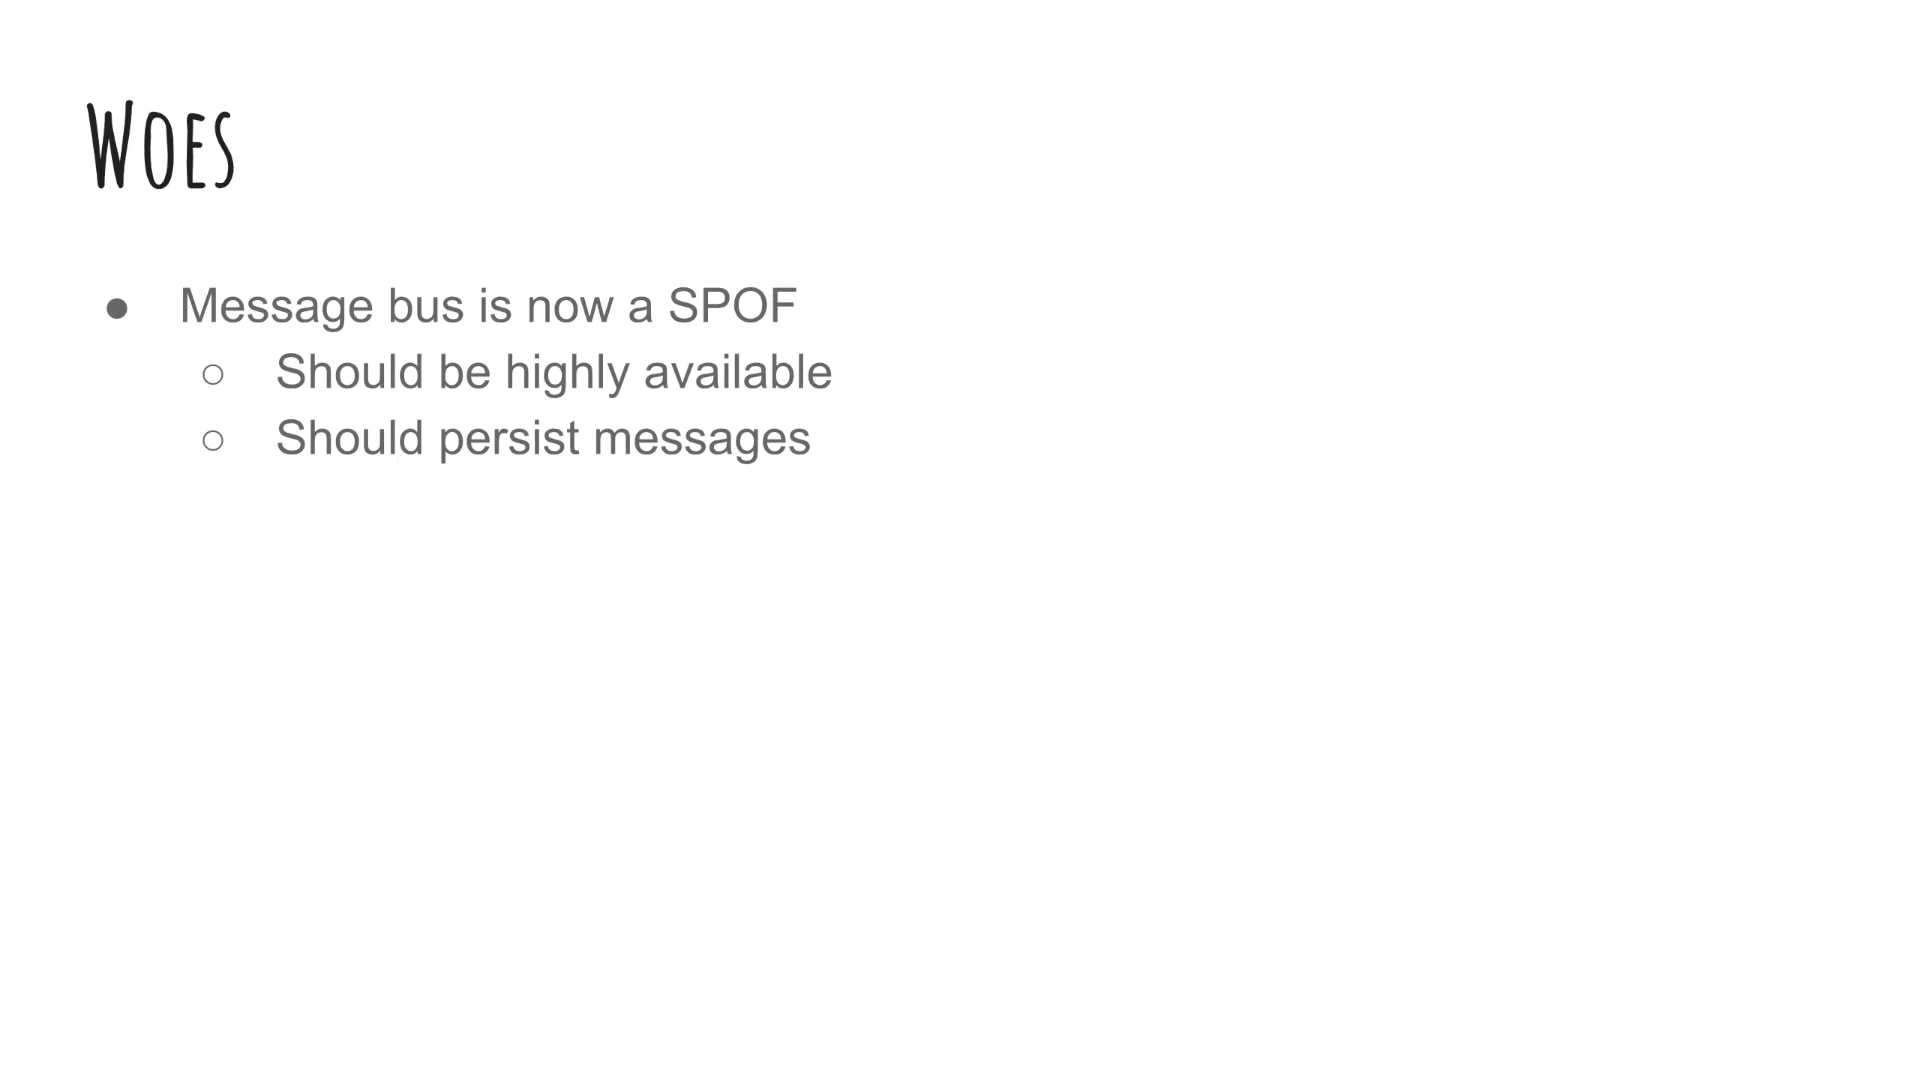 Woes
● Message bus is now a SPOF
○ Should be highly available
○ Should persist messages